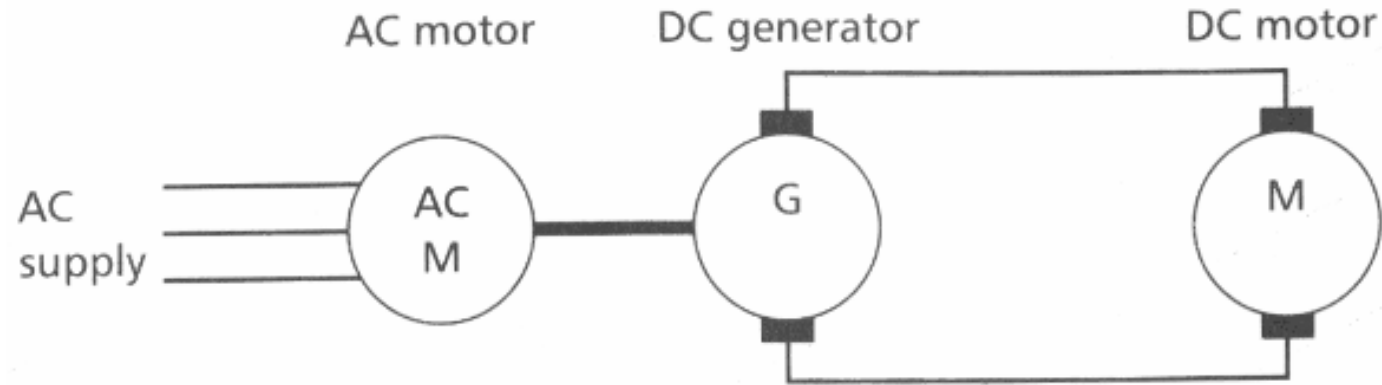 AC motor
DC generator
DC motor
AC
supply
AC
M
G
M